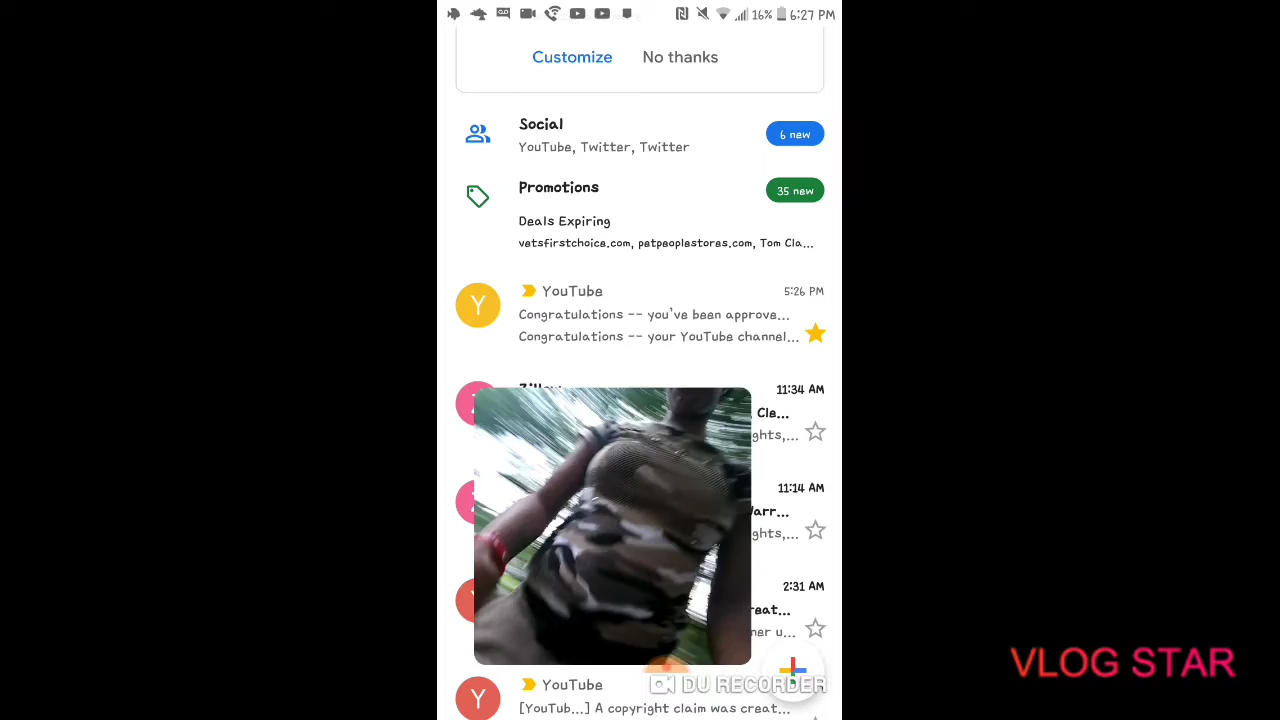 16% 6:27 PM
Customize No thanks
Social
6 new
YouTube, Twitter, Twitter
Promotions
35 new
Deals Expiring
vetsfirstchoice.com, petpeoplestores.com, Tom Cla...
Y YouTube 5:26 PM
Congratulations -- you've been approve...
Congratulations -- your YouTube channel...
Zillow 11:34 AM
Cle...
ghts,...
11:14 AM
Warr...
ghts,...
2:31 AM
reat...
ner u...
DU RECORDER
Y YouTube
[YouTub...] A copyright claim was creat...
VLOG STAR